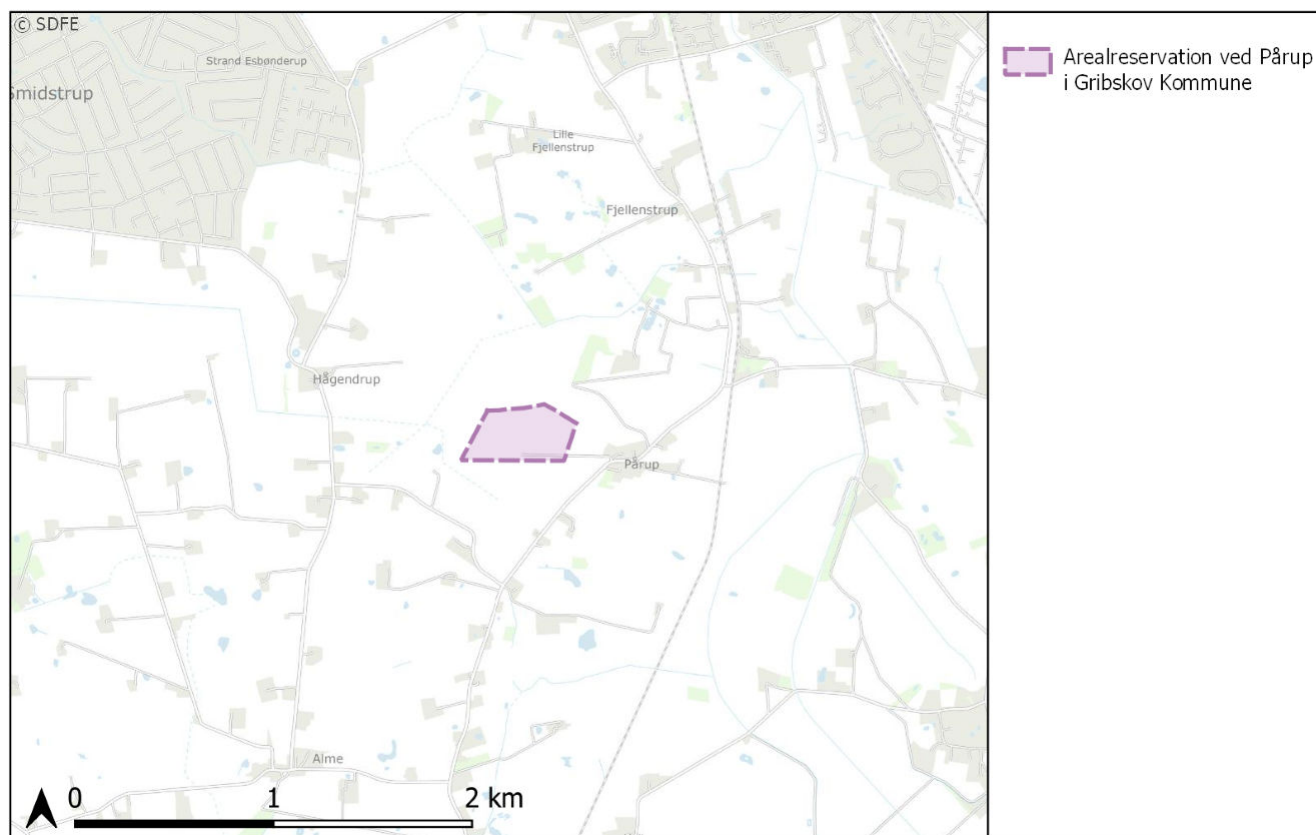 © SDFE
Strand Esbønderup
Smidstrup
Lille
Fjellenstrup
Fjellenstrup
Hågendrup
Pårup
Alme
0 1 2 km
Arealreservation ved Pårup
i Gribskov Kommune